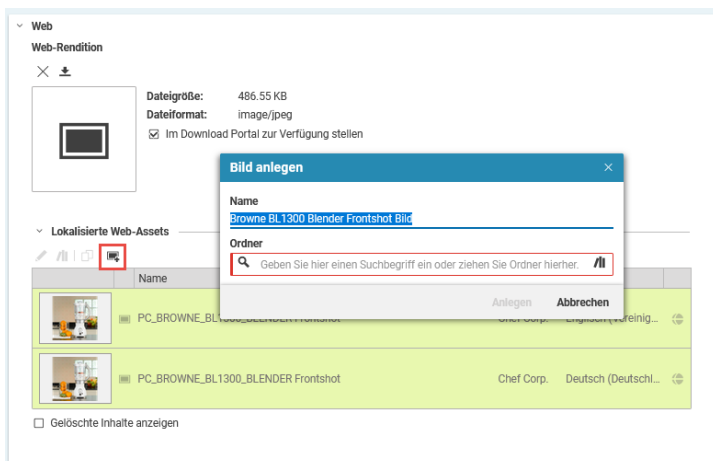 Web
Web-Rendition
Dateigröße: 486.55 KB
Dateiformat: image/jpeg
Im Download Portal zur Verfügung stellen
Bild anlegen
Name
Browne BL1300 Blender Frontshot Bild
Lokalisierte Web-Assets
Ordner
Geben Sie hier einen Suchbegriff ein oder ziehen Sie Ordner hierher.
Name
Anlegen Abbrechen
PC_BROWNE_BL1300_BLENDER Frontshot Chef Corp. Englisch (Vereinig...
PC_BROWNE_BL1300_BLENDER Frontshot Chef Corp. Deutsch (Deutschl...
Gelöschte Inhalte anzeigen